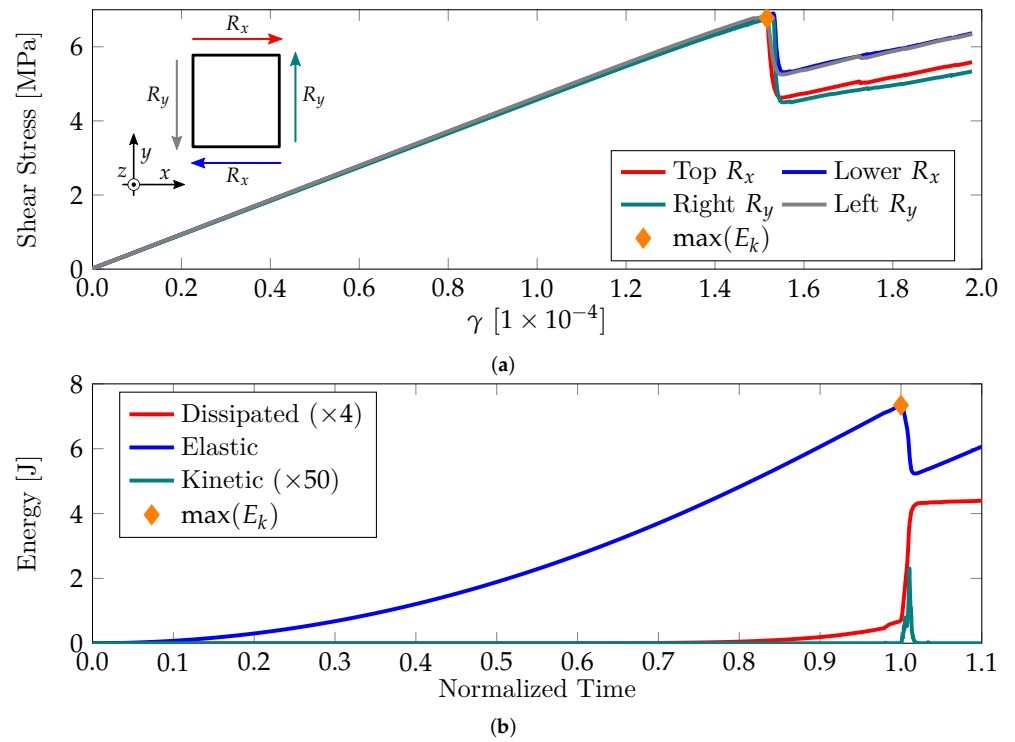 Shear Stress [MPa]
6
4
2
0
R_x
R_y
R_y
R_x
y
z
x
Top R_x
Lower R_x
Right R_y
Left R_y
max(E_k)
0.0 0.2 0.4 0.6 0.8 1.0 1.2 1.4 1.6 1.8 2.0
γ [1 × 10⁻⁴]
(a)
Energy [J]
8
6
4
2
0
Dissipated (×4)
Elastic
Kinetic (×50)
max(E_k)
0.0 0.1 0.2 0.3 0.4 0.5 0.6 0.7 0.8 0.9 1.0 1.1
Normalized Time
(b)